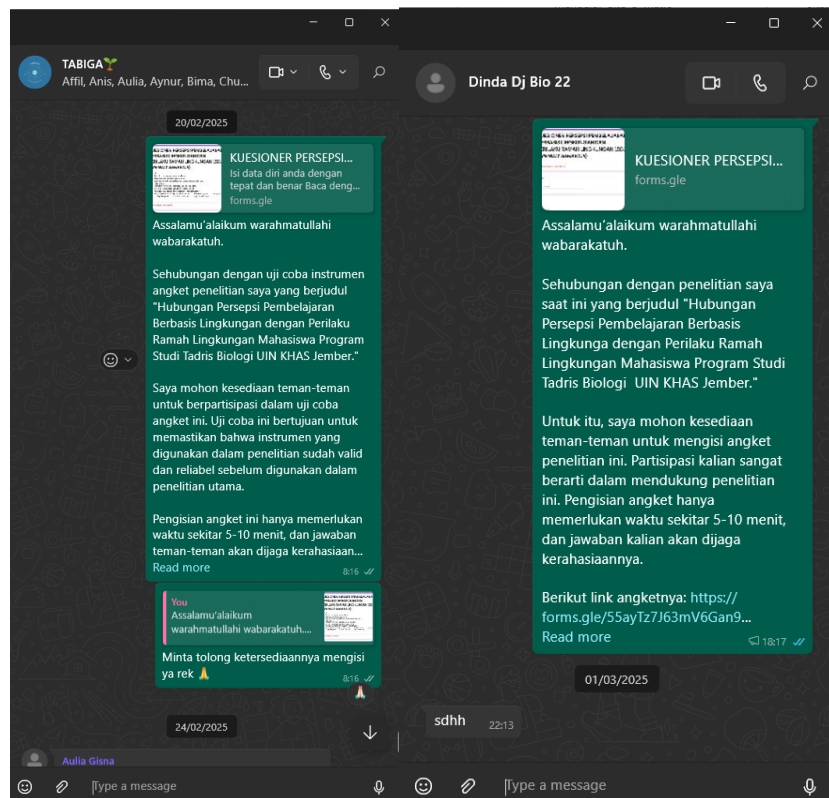 TABIGA🌱
Affil, Anis, Aulia, Aynur, Bima, Chu...
20/02/2025
KUESIONER PERSEPSI...
Isi data diri anda dengan
tepat dan benar Baca deng...
forms.gle
Assalamu'alaikum warahmatullahi
wabarakatuh.
Sehubungan dengan uji coba instrumen
angket penelitian saya yang berjudul
"Hubungan Persepsi Pembelajaran
Berbasis Lingkungan dengan Perilaku
Ramah Lingkungan Mahasiswa Program
Studi Tadris Biologi UIN KHAS Jember."
Saya mohon kesediaan teman-teman
untuk berpartisipasi dalam uji coba
angket ini. Uji coba ini bertujuan untuk
memastikan bahwa instrumen yang
digunakan dalam penelitian sudah valid
dan reliabel sebelum digunakan dalam
penelitian utama.
Pengisian angket ini hanya memerlukan
waktu sekitar 5-10 menit, dan jawaban
teman-teman akan dijaga kerahasiaan...
Read more
8:16
You
Assalamu'alaikum
warahmatullahi wabarakatuh....
Minta tolong ketersediaannya mengisi
ya rek 🙏
8:16
24/02/2025
Aulia Gisna
Type a message
Dinda Dj Bio 22
KUESIONER PERSEPSI...
forms.gle
Assalamu'alaikum warahmatullahi
wabarakatuh.
Sehubungan dengan penelitian saya
saat ini yang berjudul "Hubungan
Persepsi Pembelajaran Berbasis
Lingkunga dengan Perilaku Ramah
Lingkungan Mahasiswa Program Studi
Tadris Biologi  UIN KHAS Jember."
Untuk itu, saya mohon kesediaan
teman-teman untuk mengisi angket
penelitian ini. Partisipasi kalian sangat
berarti dalam mendukung penelitian
ini. Pengisian angket hanya
memerlukan waktu sekitar 5-10 menit,
dan jawaban kalian akan dijaga
kerahasiaannya.
Berikut link angketnya: https://
forms.gle/55ayTz7J63mV6Gan9...
Read more
18:17
01/03/2025
sdhh
22:13
Type a message